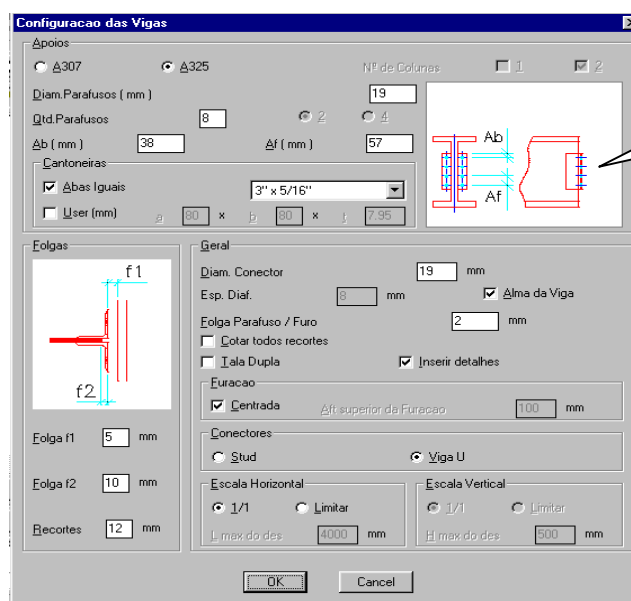 Configuracao das Vigas
Apoios
A307 A325 Nº de Colunas 1 2
Diam.Parafusos ( mm ) 19
Qtd.Parafusos 8 2 4
Ab ( mm ) 38 Af ( mm ) 57
Ab
Af
Cantoneiras
Abas Iguais 3" x 5/16"
User (mm) a 80 x b 80 x t 7.95
Folgas
f1
f2
Folga f1 5 mm
Folga f2 10 mm
Recortes 12 mm
Geral
Diam. Conector 19 mm
Esp. Diaf. 8 mm Alma da Viga
Folga Parafuso / Furo 2 mm
Cotar todos recortes
Tala Dupla Inserir detalhes
Furacao
Centrada Aft superior da Furacao 100 mm
Conectores
Stud Viga U
Escala Horizontal
1/1 Limitar
L max do des 4000 mm
Escala Vertical
1/1 Limitar
H max do des 500 mm
OK Cancel